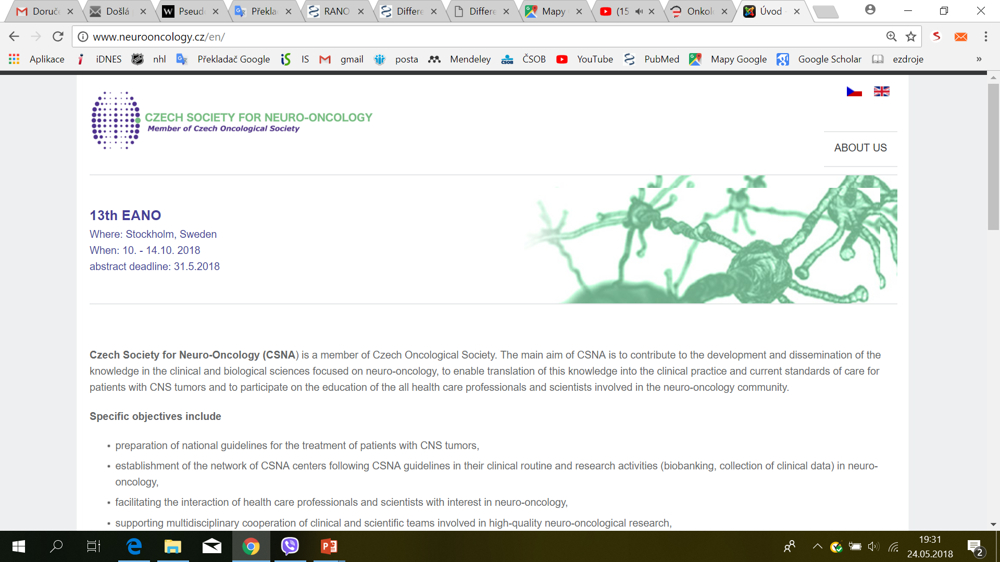 Doruče
Došlá
Pseud
Překla
RANO
Differe
Differe
Mapy
(15
Onkol
Úvod
www.neurooncology.cz/en/
Aplikace iDNES nhl Překladač Google IS gmail posta Mendeley ČSOB YouTube PubMed Mapy Google Google Scholar ezdroje »
CZECH SOCIETY FOR NEURO-ONCOLOGY
Member of Czech Oncological Society
ABOUT US
13th EANO
Where: Stockholm, Sweden
When: 10. - 14.10. 2018
abstract deadline: 31.5.2018
Czech Society for Neuro-Oncology (CSNA) is a member of Czech Oncological Society. The main aim of CSNA is to contribute to the development and dissemination of the
knowledge in the clinical and biological sciences focused on neuro-oncology, to enable translation of this knowledge into the clinical practice and current standards of care for
patients with CNS tumors and to participate on the education of the all health care professionals and scientists involved in the neuro-oncology community.
Specific objectives include
• preparation of national guidelines for the treatment of patients with CNS tumors,
• establishment of the network of CSNA centers following CSNA guidelines in their clinical routine and research activities (biobanking, collection of clinical data) in neuro-
oncology,
• facilitating the interaction of health care professionals and scientists with interest in neuro-oncology,
• supporting multidisciplinary cooperation of clinical and scientific teams involved in high-quality neuro-oncological research,
19:31
24.05.2018
2